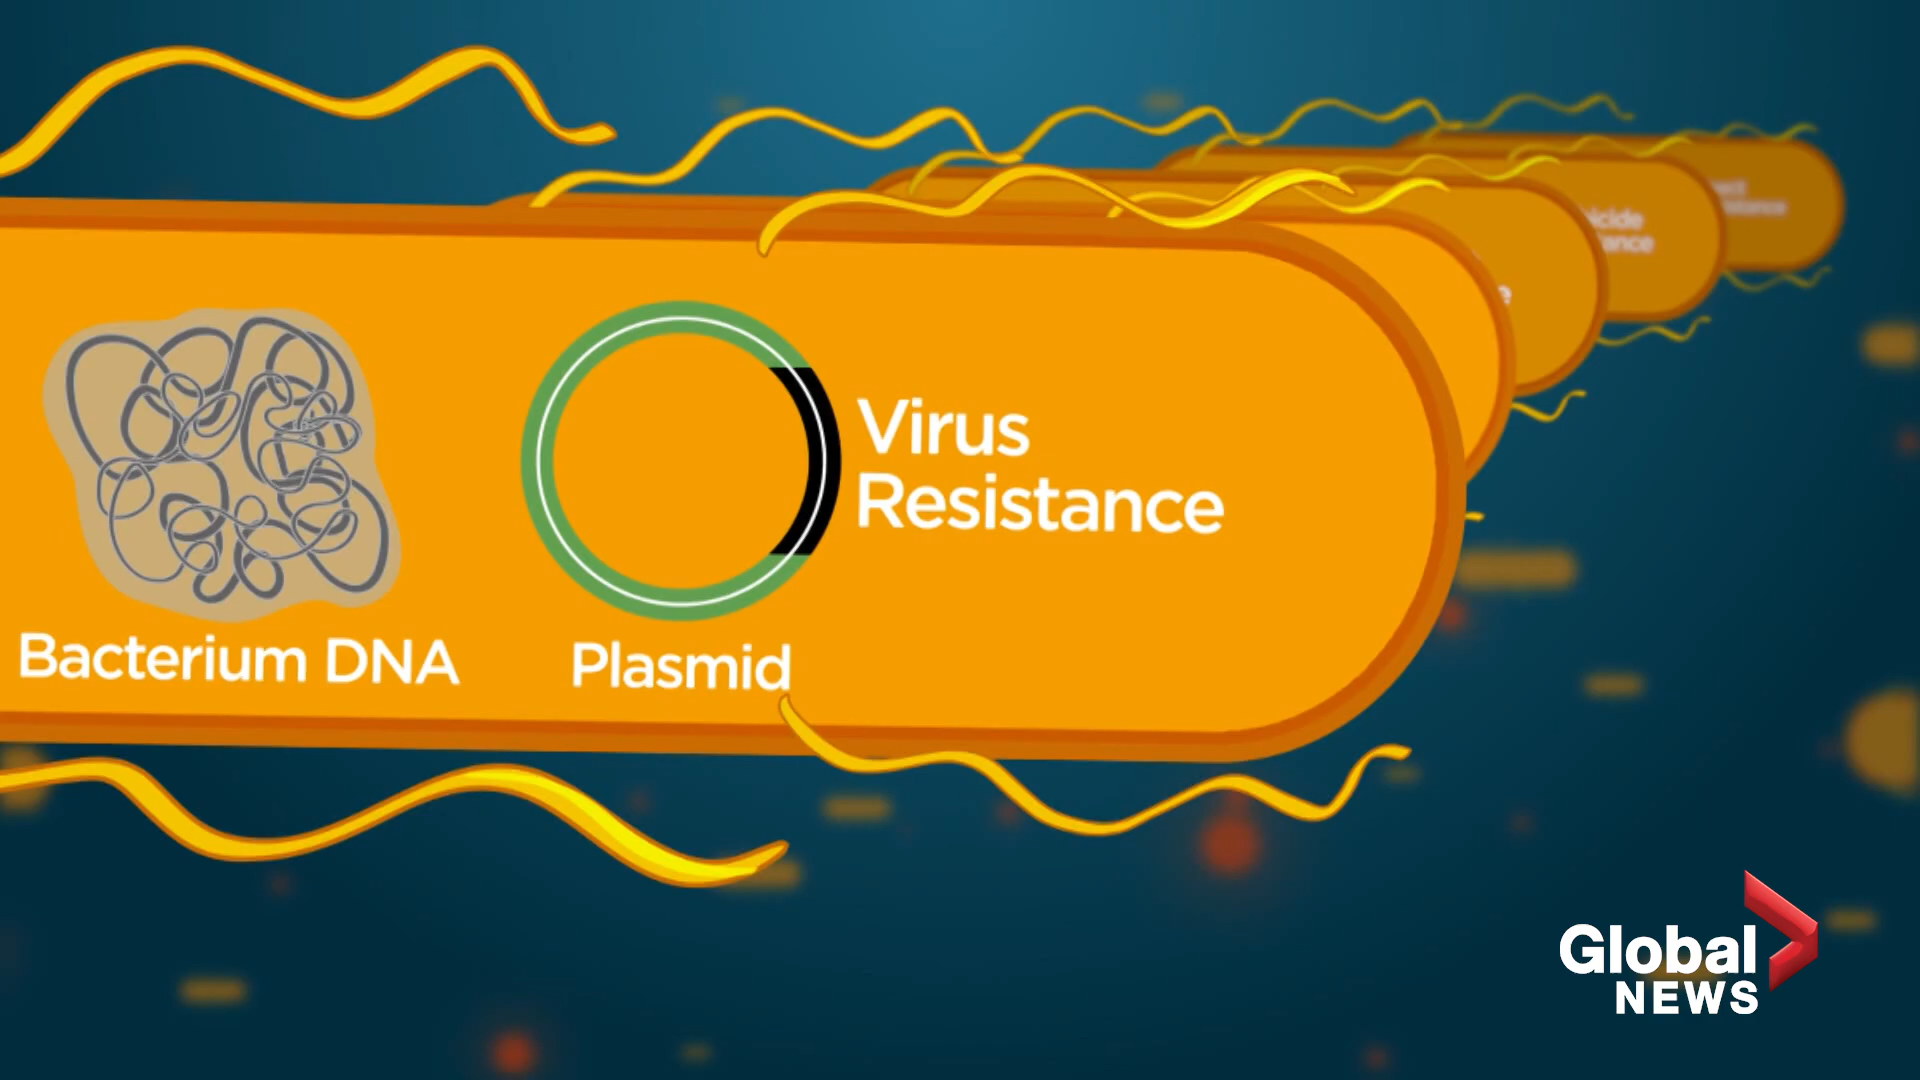 Virus
Resistance
Bacterium DNA
Plasmid
Global
NEWS